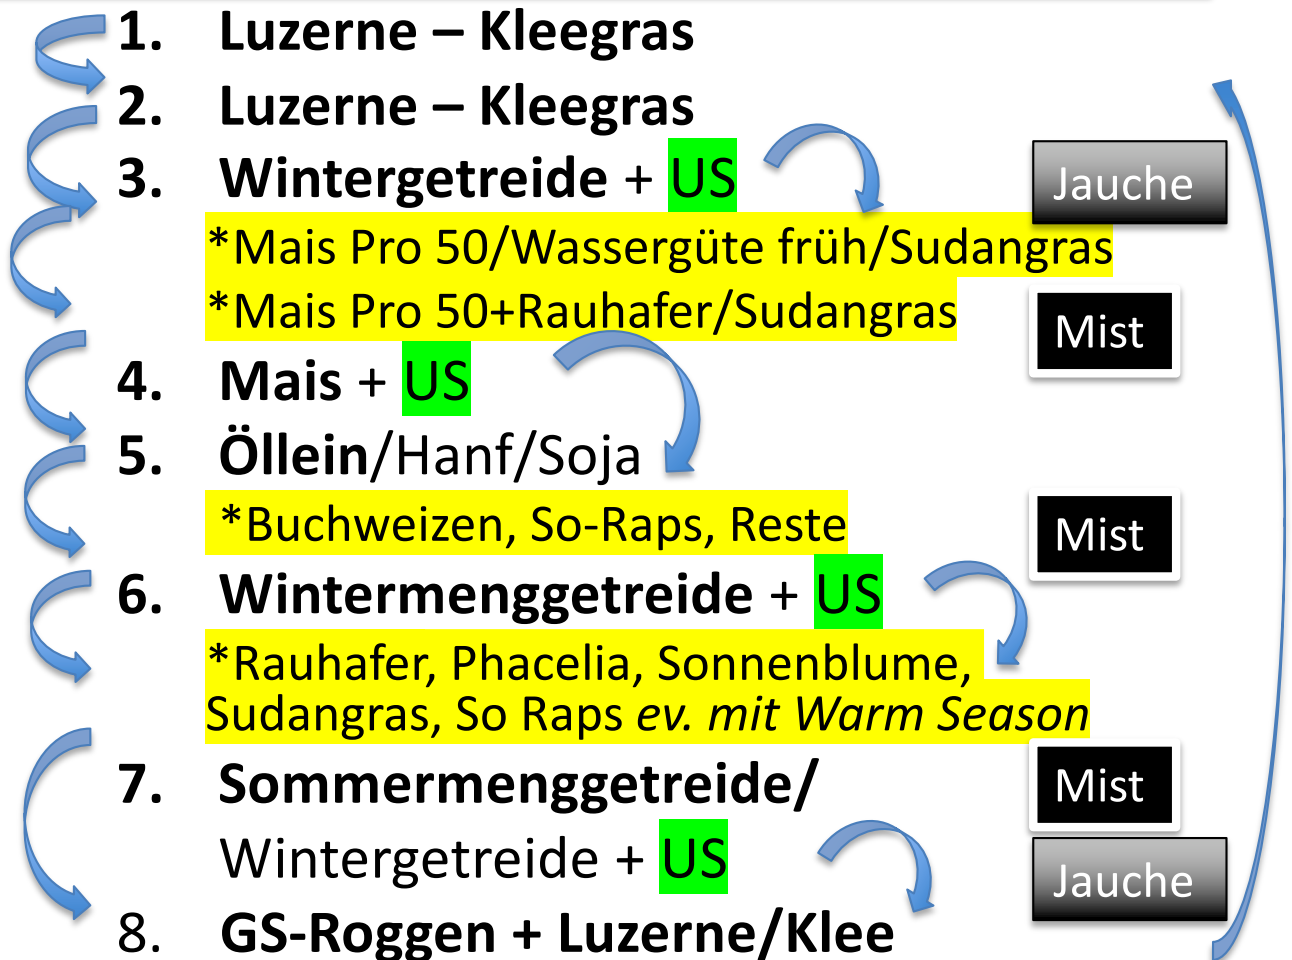 1. Luzerne – Kleegras
2. Luzerne – Kleegras
3. Wintergetreide + US
Jauche
*Mais Pro 50/Wassergüte früh/Sudangras
*Mais Pro 50+Rauhafer/Sudangras
Mist
4. Mais + US
5. Öllein/Hanf/Soja
*Buchweizen, So-Raps, Reste
Mist
6. Wintermenggetreide + US
*Rauhafer, Phacelia, Sonnenblume,
Sudangras, So Raps ev. mit Warm Season
7. Sommermenggetreide/
Mist
Wintergetreide + US
Jauche
8. GS-Roggen + Luzerne/Klee